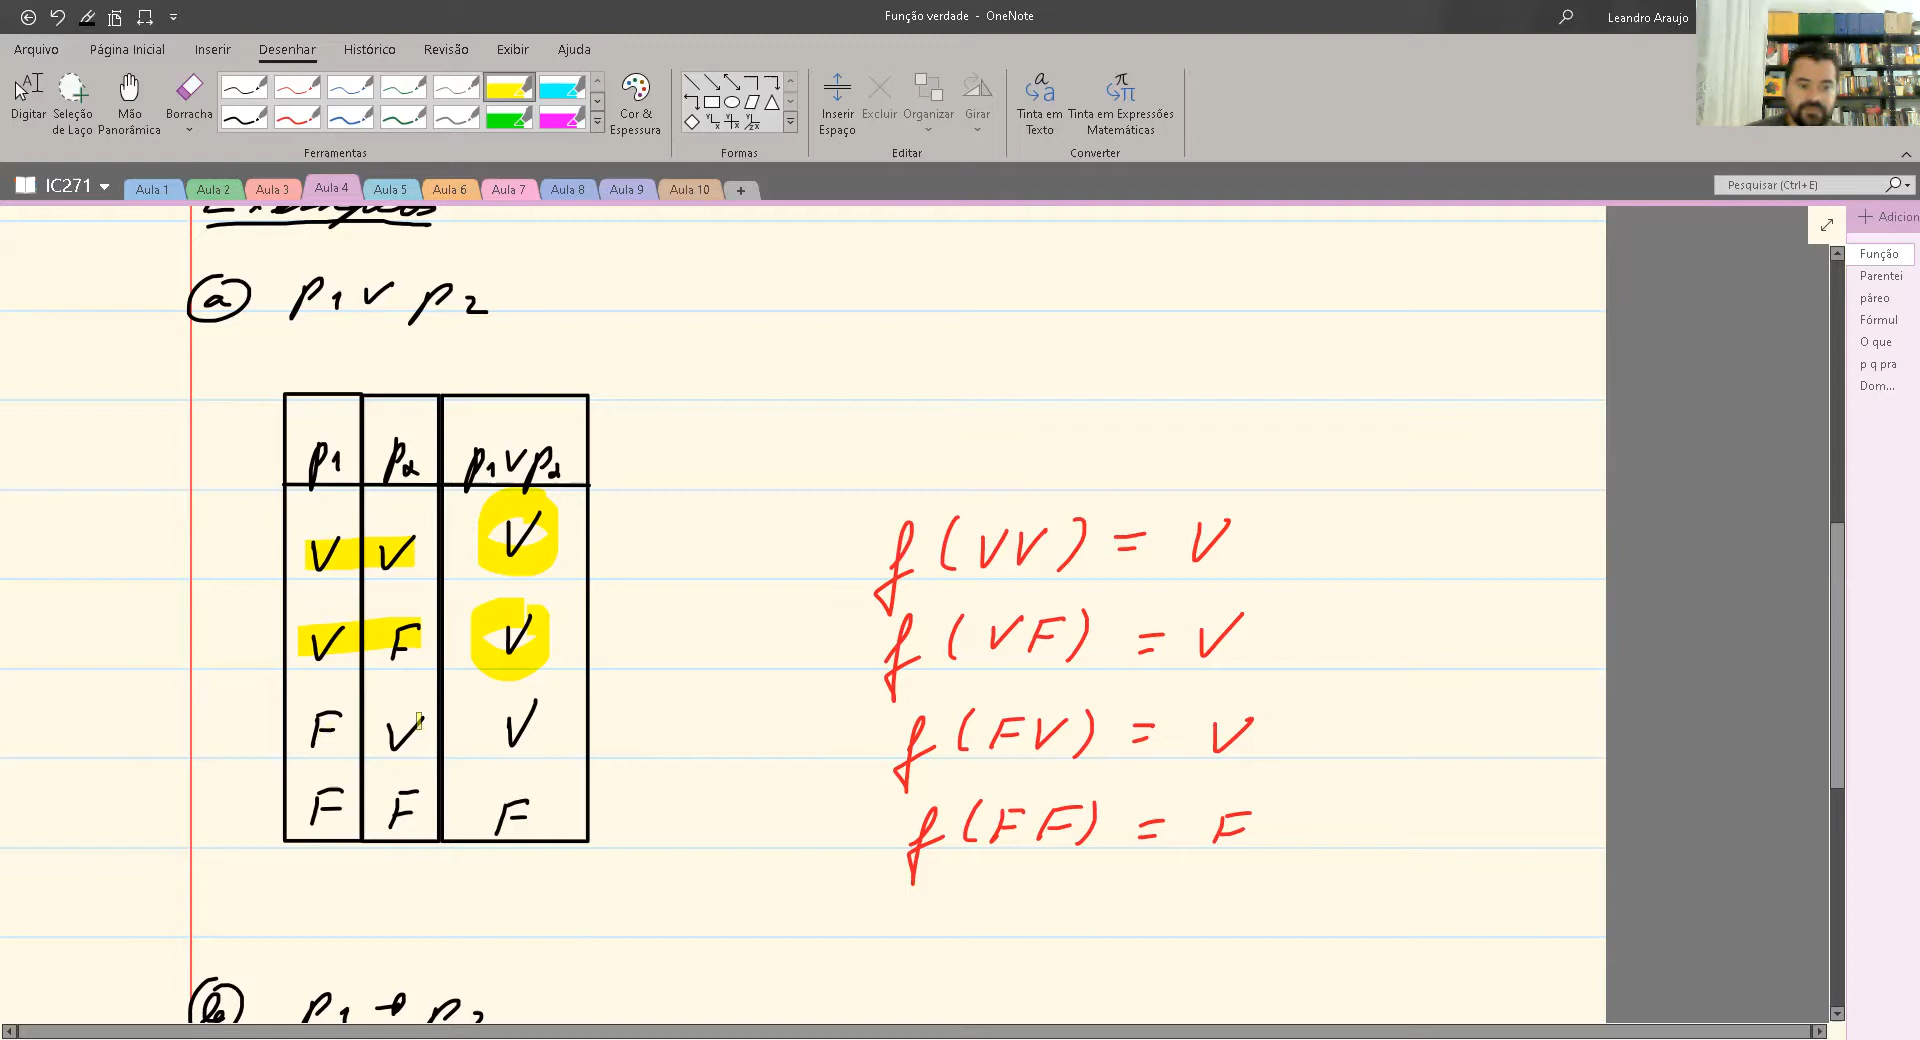 Função verdade - OneNote
Leandro Araujo
Arquivo Página Inicial Inserir Desenhar Histórico Revisão Exibir Ajuda
Digitar
Seleção de Laço
Mão Panorâmica
Borracha
Cor & Espessura
Inserir Espaço
Excluir
Organizar
Girar
Tinta em Texto
Tinta em Expressões Matemáticas
Ferramentas Formas Editar Converter
IC271 Aula 1 Aula 2 Aula 3 Aula 4 Aula 5 Aula 6 Aula 7 Aula 8 Aula 9 Aula 10 +
Pesquisar (Ctrl+E)
Adicion
Função
Parentei
páreo
Fórmul
O que
p q pra
Dom...
(a) p1 ∨ p2
p1 p2 p1∨p2
V V V
V F V
F V V
F F F
f(VV) = V
f(VF) = V
f(FV) = V
f(FF) = F
(b) p1 → p2